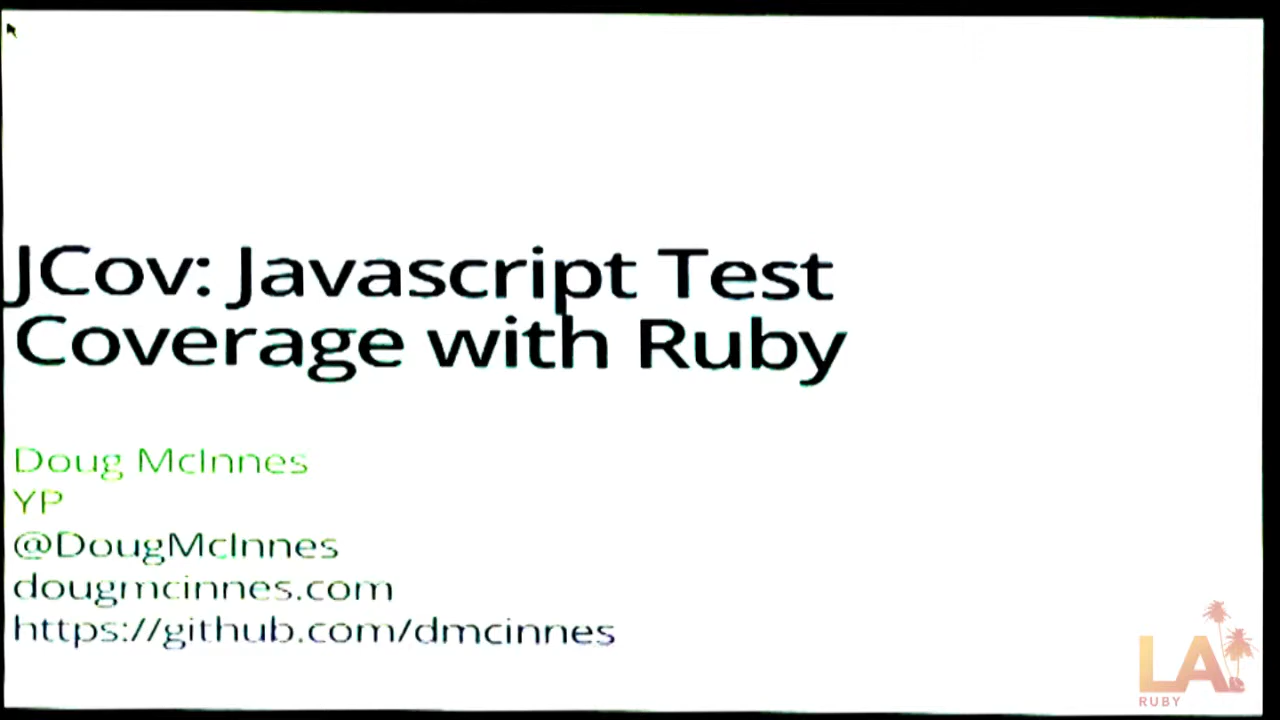 JCov: Javascript Test
Coverage with Ruby
Doug McInnes
YP
@DougMcInnes
dougmcinnes.com
https://github.com/dmcinnes
LA
RUBY